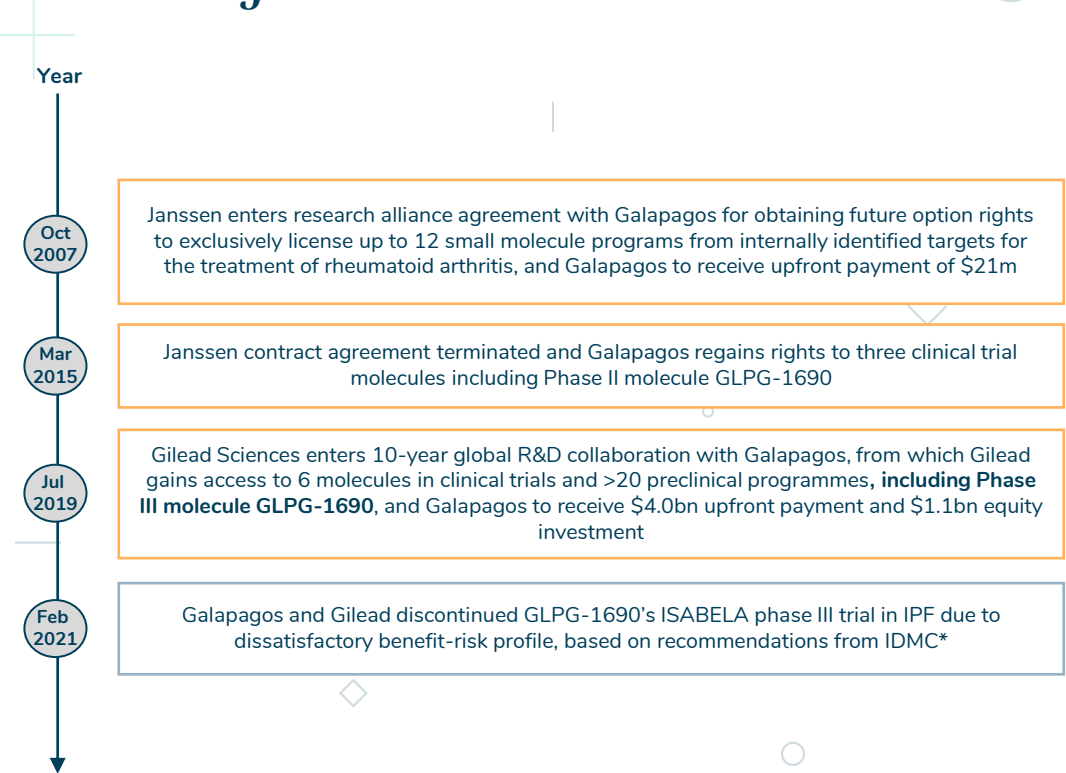 Year
Oct
2007
Janssen enters research alliance agreement with Galapagos for obtaining future option rights
to exclusively license up to 12 small molecule programs from internally identified targets for
the treatment of rheumatoid arthritis, and Galapagos to receive upfront payment of $21m
Mar
2015
Janssen contract agreement terminated and Galapagos regains rights to three clinical trial
molecules including Phase II molecule GLPG-1690
Jul
2019
Gilead Sciences enters 10-year global R&D collaboration with Galapagos, from which Gilead
gains access to 6 molecules in clinical trials and >20 preclinical programmes, including Phase
III molecule GLPG-1690, and Galapagos to receive $4.0bn upfront payment and $1.1bn equity
investment
Feb
2021
Galapagos and Gilead discontinued GLPG-1690’s ISABELA phase III trial in IPF due to
dissatisfactory benefit-risk profile, based on recommendations from IDMC*